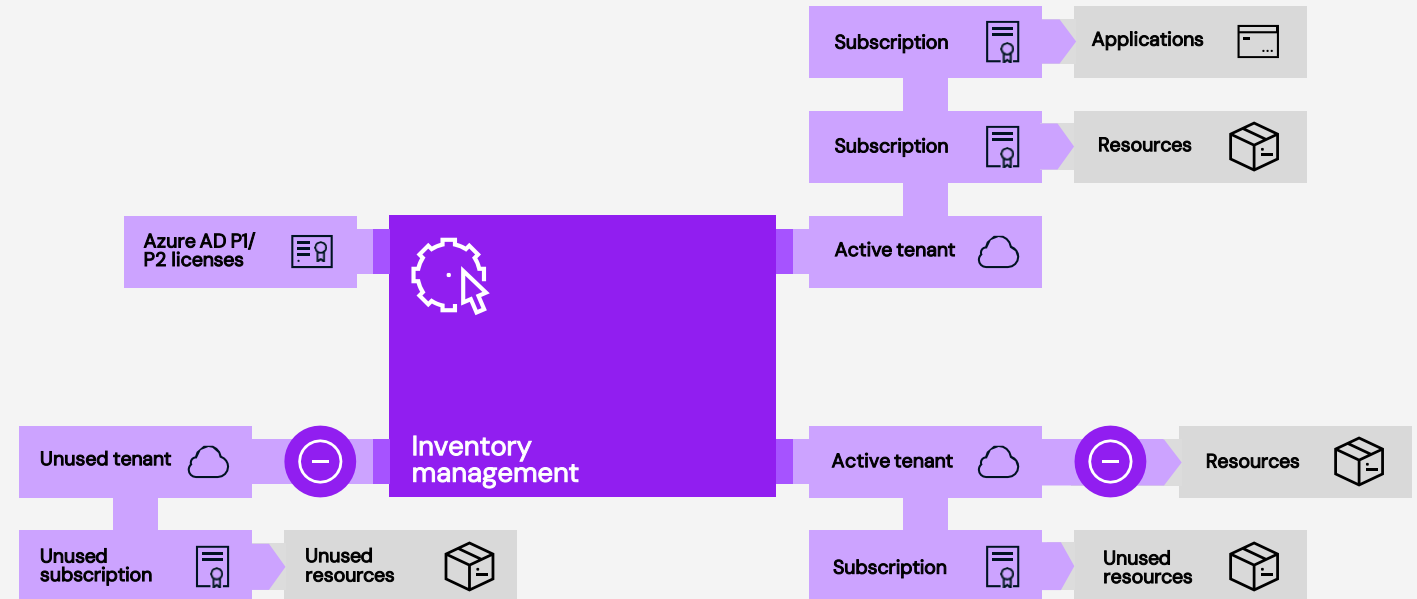 Subscription
Applications
Subscription
Resources
Azure AD P1/
P2 licenses
Active tenant
Inventory
management
Unused tenant
Active tenant
Resources
Unused
subscription
Unused
resources
Subscription
Unused
resources